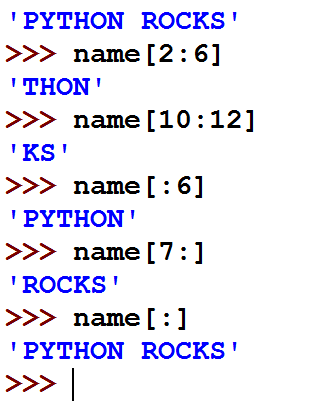 'PYTHON ROCKS'
>>> name[2:6]
'THON'
>>> name[10:12]
'KS'
>>> name[:6]
'PYTHON'
>>> name[7:]
'ROCKS'
>>> name[:]
'PYTHON ROCKS'
>>>